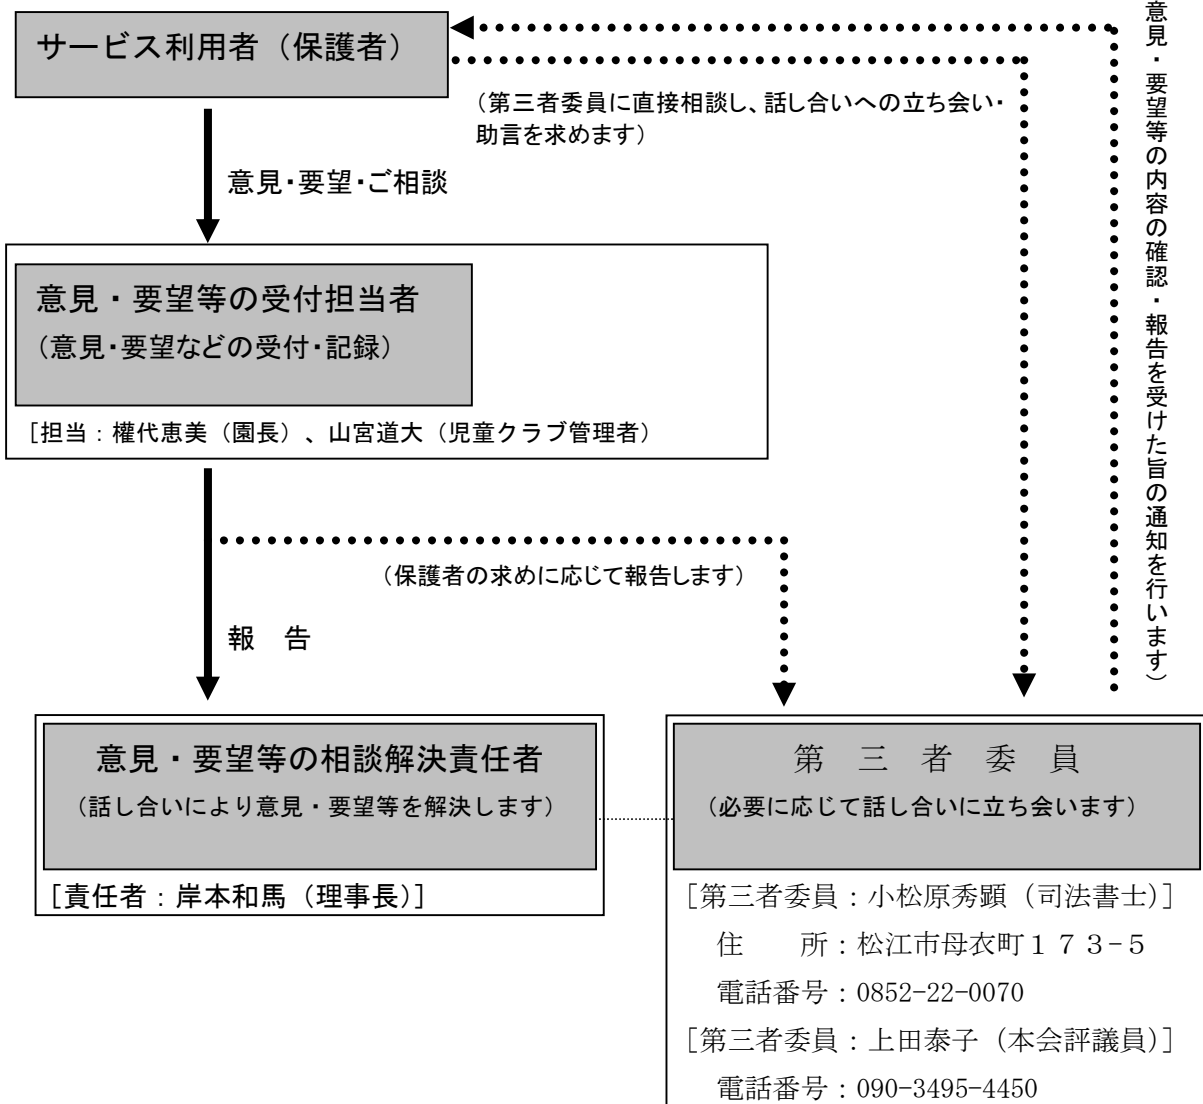 サービス利用者（保護者）
（第三者委員に直接相談し、話し合いへの立ち会い・
助言を求めます）
意見・要望等の内容の確認・報告を受けた旨の通知を行います）
意見・要望・ご相談
意見・要望等の受付担当者
（意見・要望などの受付・記録）
［担当：權代恵美（園長）、山宮道大（児童クラブ管理者）
（保護者の求めに応じて報告します）
報　告
意見・要望等の相談解決責任者
（話し合いにより意見・要望等を解決します）
［責任者：岸本和馬（理事長）］
第　三　者　委　員
（必要に応じて話し合いに立ち会います）
［第三者委員：小松原秀顕（司法書士）］
住　　所：松江市母衣町１７３-５
電話番号：0852-22-0070
［第三者委員：上田泰子（本会評議員）］
電話番号：090-3495-4450